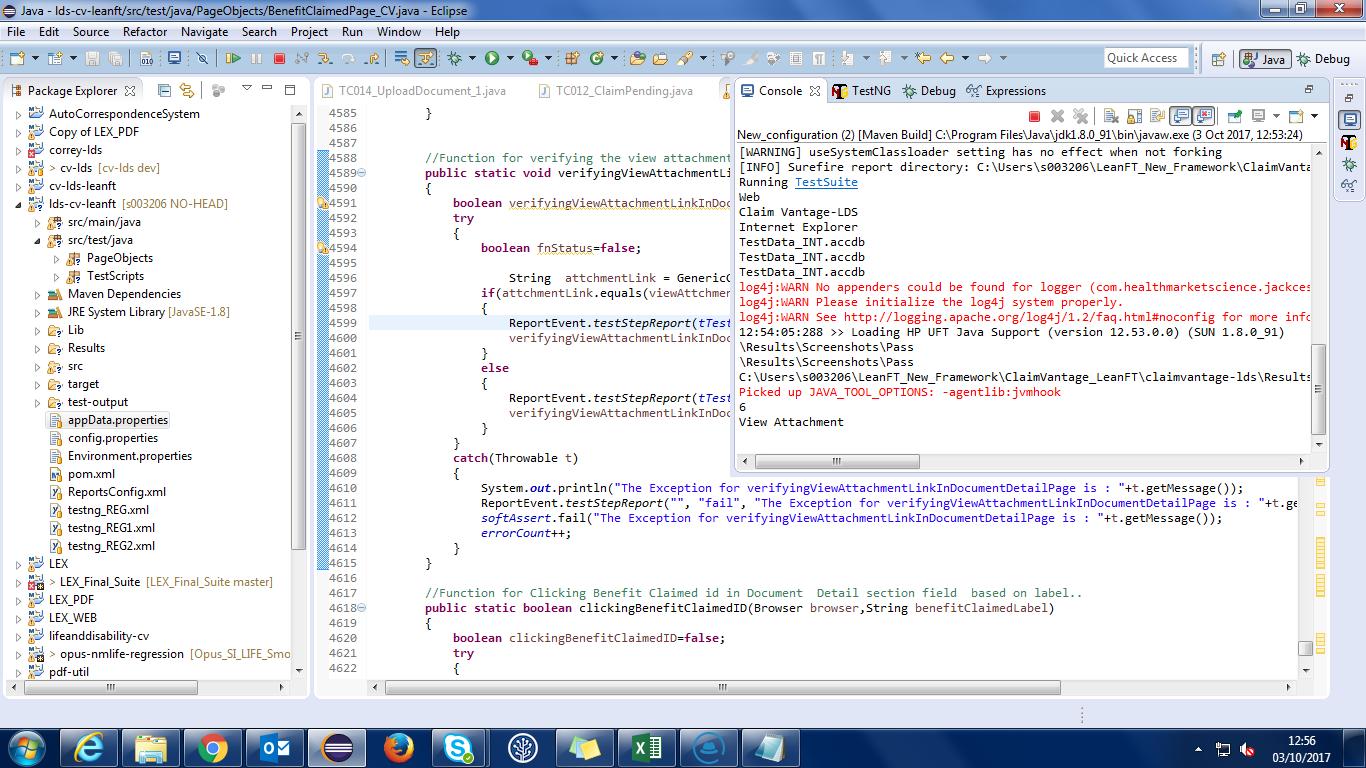 Java - lds-cv-leanft/src/test/java/PageObjects/BenefitClaimedPage_CV.java - Eclipse
File Edit Source Refactor Navigate Search Project Run Window Help
Quick Access
Java
Debug
Package Explorer
AutoCorrespondenceSystem
Copy of LEX_PDF
correy-lds
> cv-lds [cv-lds dev]
cv-lds-leanft
lds-cv-leanft [s003206 NO-HEAD]
src/main/java
src/test/java
PageObjects
TestScripts
Maven Dependencies
JRE System Library [JavaSE-1.8]
Lib
Results
src
target
test-output
appData.properties
config.properties
Environment.properties
pom.xml
ReportsConfig.xml
testng_REG.xml
testng_REG1.xml
testng_REG2.xml
LEX
> LEX_Final_Suite [LEX_Final_Suite master]
LEX_PDF
LEX_WEB
lifeanddisability-cv
> opus-nmlife-regression [Opus_SI_LIFE_Smo
pdf-util
TC014_UploadDocument_1.java
TC012_ClaimPending.java
4585 }
4586
4587
4588 //Function for verifying the view attachment
4589 public static void verifyingViewAttachmentLi
4590 {
4591 boolean verifyingViewAttachmentLinkInDoc
4592 try
4593 {
4594 boolean fnStatus=false;
4595
4596 String attchmentLink = GenericC
4597 if(attchmentLink.equals(viewAttchmen
4598 {
4599 ReportEvent.testStepReport(tTest
4600 verifyingViewAttachmentLinkInDoc
4601 }
4602 else
4603 {
4604 ReportEvent.testStepReport(tTest
4605 verifyingViewAttachmentLinkInDoc
4606 }
4607 }
4608 catch(Throwable t)
4609 {
4610 System.out.println("The Exception for verifyingViewAttachmentLinkInDocumentDetailPage is : "+t.getMessage());
4611 ReportEvent.testStepReport("", "fail", "The Exception for verifyingViewAttachmentLinkInDocumentDetailPage is : "+t.ge
4612 softAssert.fail("The Exception for verifyingViewAttachmentLinkInDocumentDetailPage is : "+t.getMessage());
4613 errorCount++;
4614 }
4615 }
4616
4617 //Function for Clicking Benefit Claimed id in Document Detail section field based on label..
4618 public static boolean clickingBenefitClaimedID(Browser browser,String benefitClaimedLabel)
4619 {
4620 boolean clickingBenefitClaimedID=false;
4621 try
4622 {
Console TestNG Debug Expressions
New_configuration (2) [Maven Build] C:\Program Files\Java\jdk1.8.0_91\bin\javaw.exe (3 Oct 2017, 12:53:24)
[WARNING] useSystemClassloader setting has no effect when not forking
[INFO] Surefire report directory: C:\Users\s003206\LeanFT_New_Framework\ClaimVanta
Running TestSuite
Web
Claim Vantage-LDS
Internet Explorer
TestData_INT.accdb
TestData_INT.accdb
TestData_INT.accdb
log4j:WARN No appenders could be found for logger (com.healthmarketscience.jackces
log4j:WARN Please initialize the log4j system properly.
log4j:WARN See http://logging.apache.org/log4j/1.2/faq.html#noconfig for more info
12:54:05:288 >> Loading HP UFT Java Support (version 12.53.0.0) (SUN 1.8.0_91)
\Results\Screenshots\Pass
\Results\Screenshots\Pass
C:\Users\s003206\LeanFT_New_Framework\ClaimVantage_LeanFT\claimvantage-lds\Results
Picked up JAVA_TOOL_OPTIONS: -agentlib:jvmhook
6
View Attachment
12:56
03/10/2017